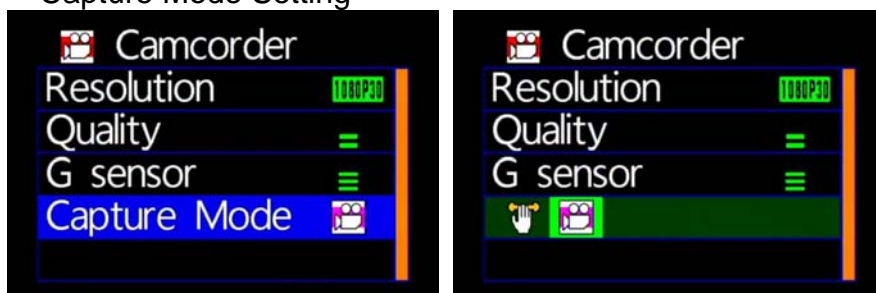 Capture Mode Setting
Camcorder
Resolution 1080P30
Quality
G sensor
Capture Mode
Camcorder
Resolution 1080P30
Quality
G sensor